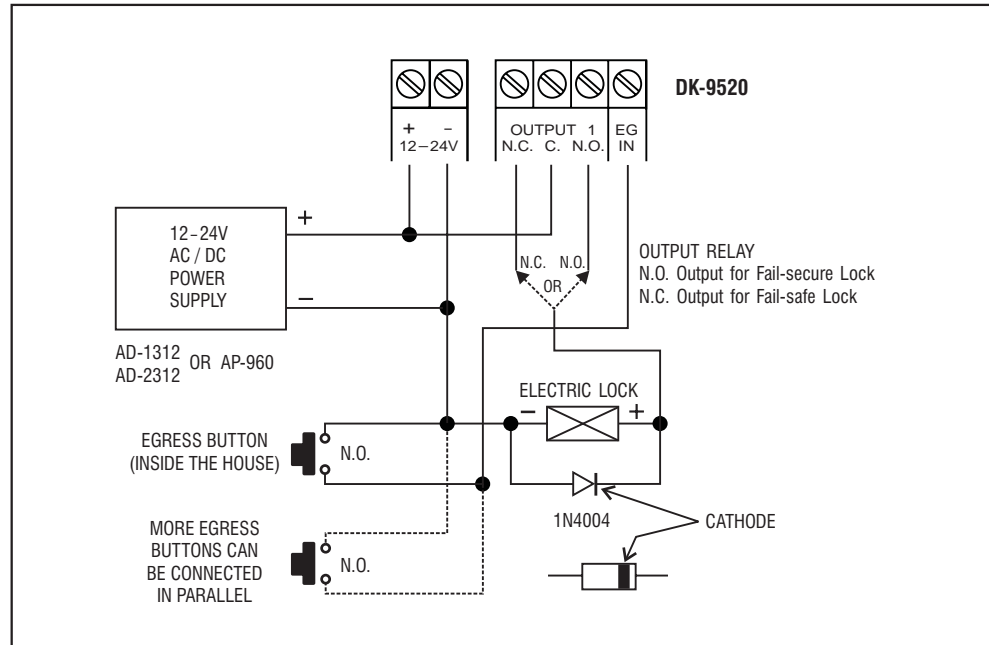 DK-9520
+ –
12–24V
OUTPUT 1
N.C. C. N.O.
EG
IN
12-24V
AC / DC
POWER
SUPPLY
+
–
AD-1312
AD-2312
OR AP-960
N.C. N.O.
OR
OUTPUT RELAY
N.O. Output for Fail-secure Lock
N.C. Output for Fail-safe Lock
ELECTRIC LOCK
– +
EGRESS BUTTON
(INSIDE THE HOUSE)
N.O.
1N4004
CATHODE
MORE EGRESS
BUTTONS CAN
BE CONNECTED
IN PARALLEL
N.O.